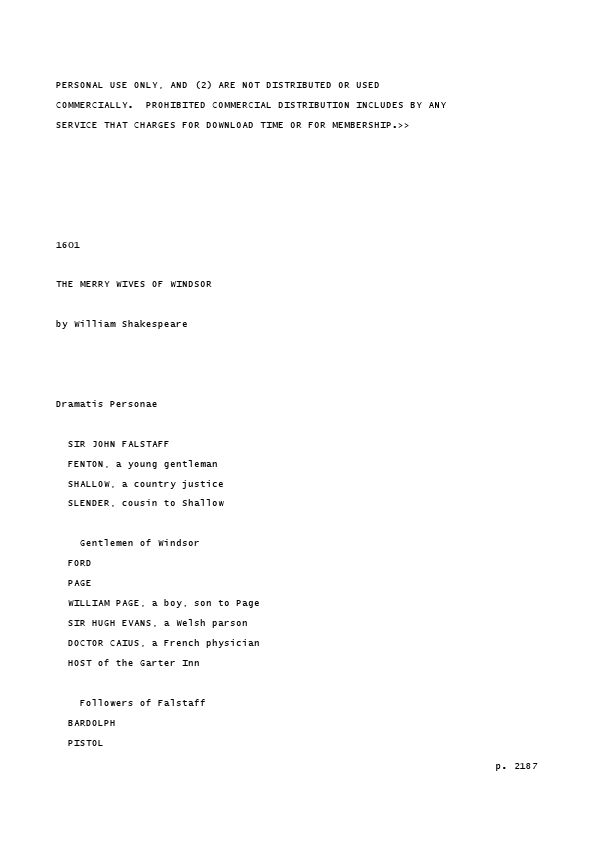 PERSONAL USE ONLY, AND (2) ARE NOT DISTRIBUTED OR USED
COMMERCIALLY.  PROHIBITED COMMERCIAL DISTRIBUTION INCLUDES BY ANY
SERVICE THAT CHARGES FOR DOWNLOAD TIME OR FOR MEMBERSHIP.>>
1601
THE MERRY WIVES OF WINDSOR
by William Shakespeare
Dramatis Personae
  SIR JOHN FALSTAFF
  FENTON, a young gentleman
  SHALLOW, a country justice
  SLENDER, cousin to Shallow
    Gentlemen of Windsor
  FORD
  PAGE
  WILLIAM PAGE, a boy, son to Page
  SIR HUGH EVANS, a Welsh parson
  DOCTOR CAIUS, a French physician
  HOST of the Garter Inn
    Followers of Falstaff
  BARDOLPH
  PISTOL
p. 2187